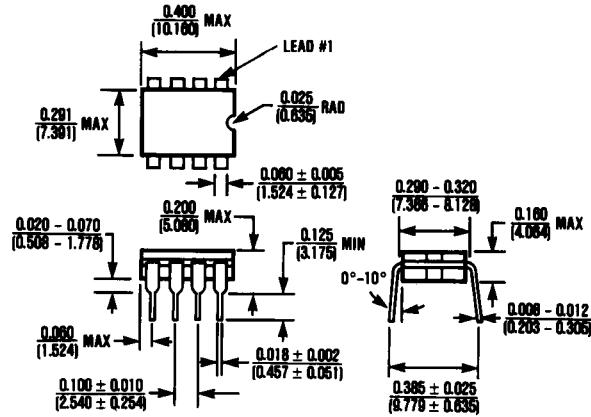 0.400
(10.160) MAX
LEAD #1
0.025
(0.635) RAD
0.291
(7.391) MAX
0.060 ± 0.005
(1.524 ± 0.127)
0.290 - 0.320
(7.366 - 8.128)
0.020 - 0.070
(0.508 - 1.778)
0.200
(5.080) MAX
0.125
(3.175) MIN
0.160
(4.064) MAX
0°-10°
0.008 - 0.012
(0.203 - 0.305)
0.060
(1.524) MAX
0.018 ± 0.002
(0.457 ± 0.051)
0.100 ± 0.010
(2.540 ± 0.254)
0.385 ± 0.025
(9.779 ± 0.635)